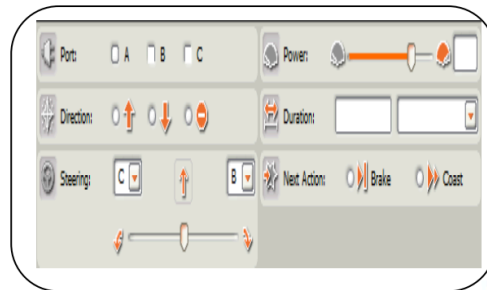 Port: A B C
Power:
Direction:
Duration:
Steering: C B
Next Action: Brake Coast